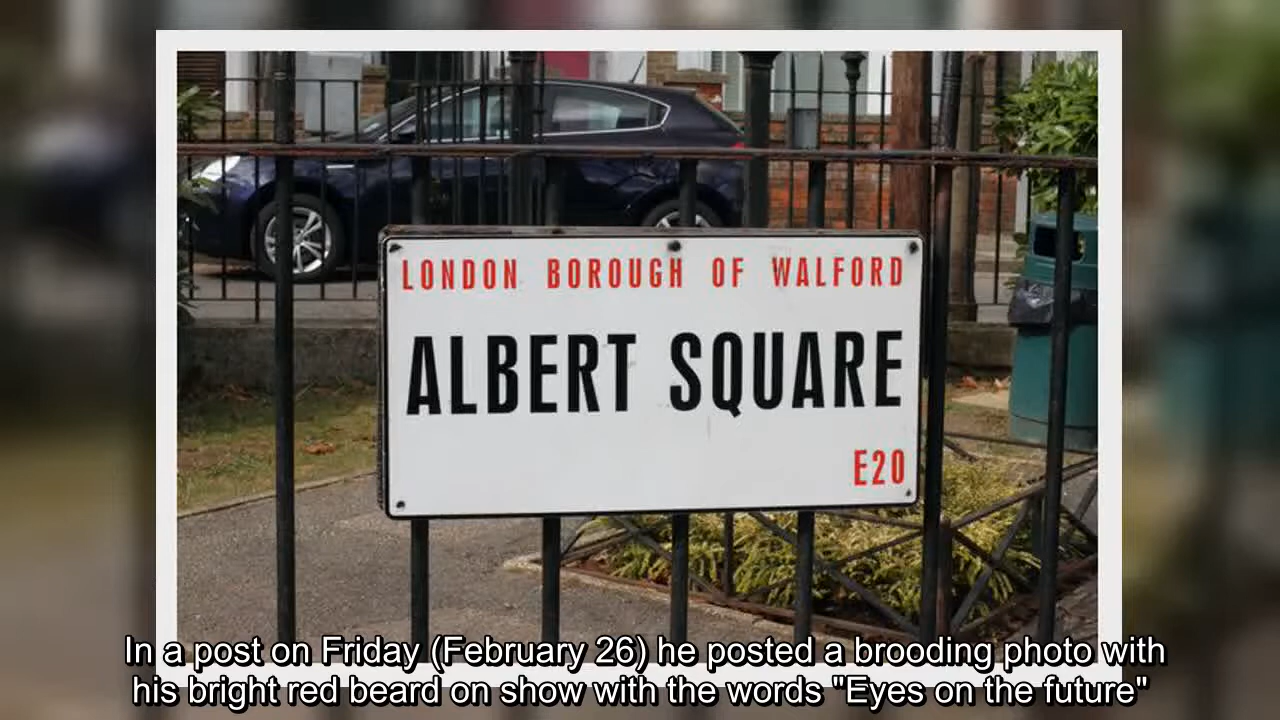 LONDON BOROUGH OF WALFORD
ALBERT SQUARE
E20
In a post on Friday (February 26) he posted a brooding photo with
his bright red beard on show with the words "Eyes on the future"